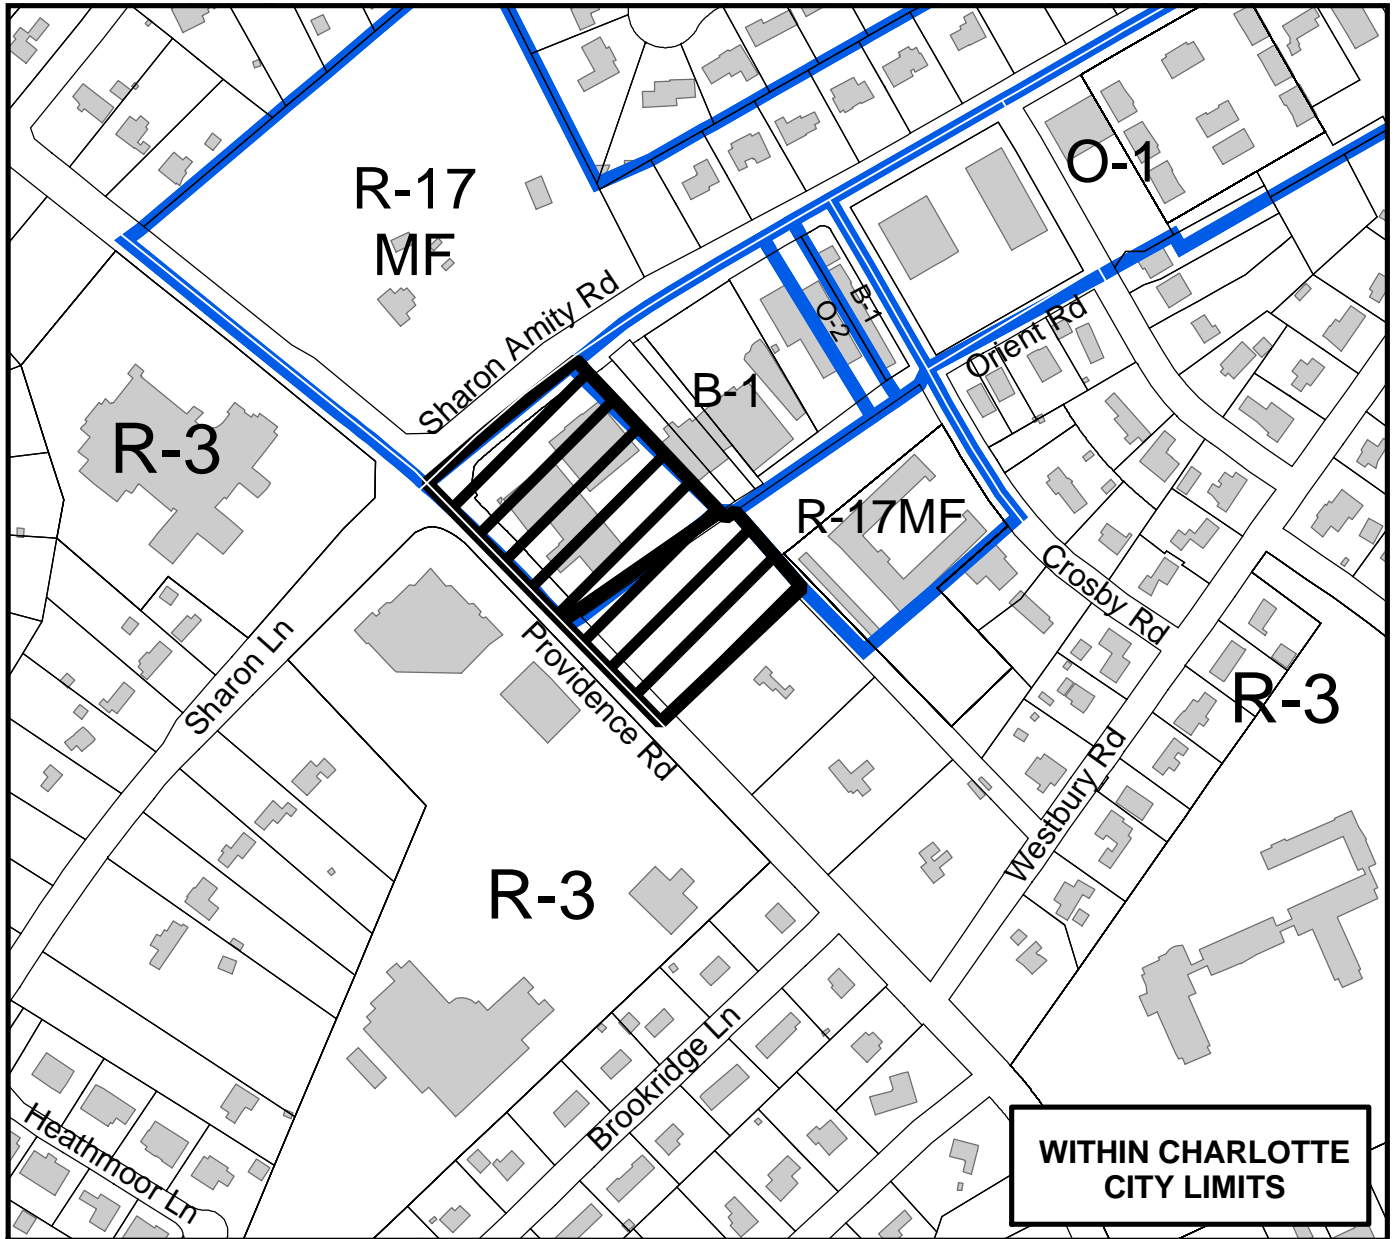 O-1
R-17
MF
Sharon Amity Rd
O-2
B-1
Orient Rd
B-1
R-3
R-17MF
Crosby Rd
Sharon Ln
Providence Rd
R-3
Westbury Rd
R-3
Brookridge Ln
Heathmoor Ln
WITHIN CHARLOTTE
CITY LIMITS